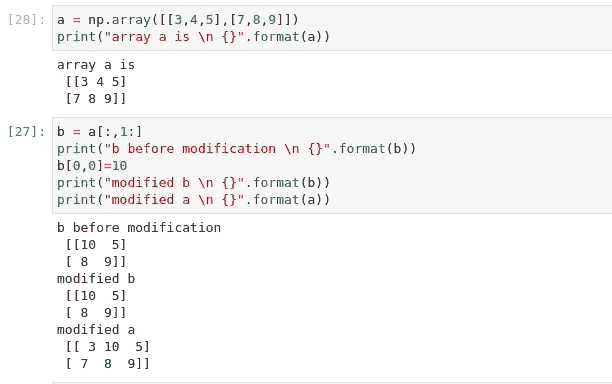 [28]: a = np.array([[3,4,5],[7,8,9]])
print("array a is \n {}".format(a))
array a is
 [[3 4 5]
 [7 8 9]]
[27]: b = a[:,1:]
print("b before modification \n {}".format(b))
b[0,0]=10
print("modified b \n {}".format(b))
print("modified a \n {}".format(a))
b before modification
 [[10  5]
 [ 8  9]]
modified b
 [[10  5]
 [ 8  9]]
modified a
 [[ 3 10  5]
 [ 7  8  9]]